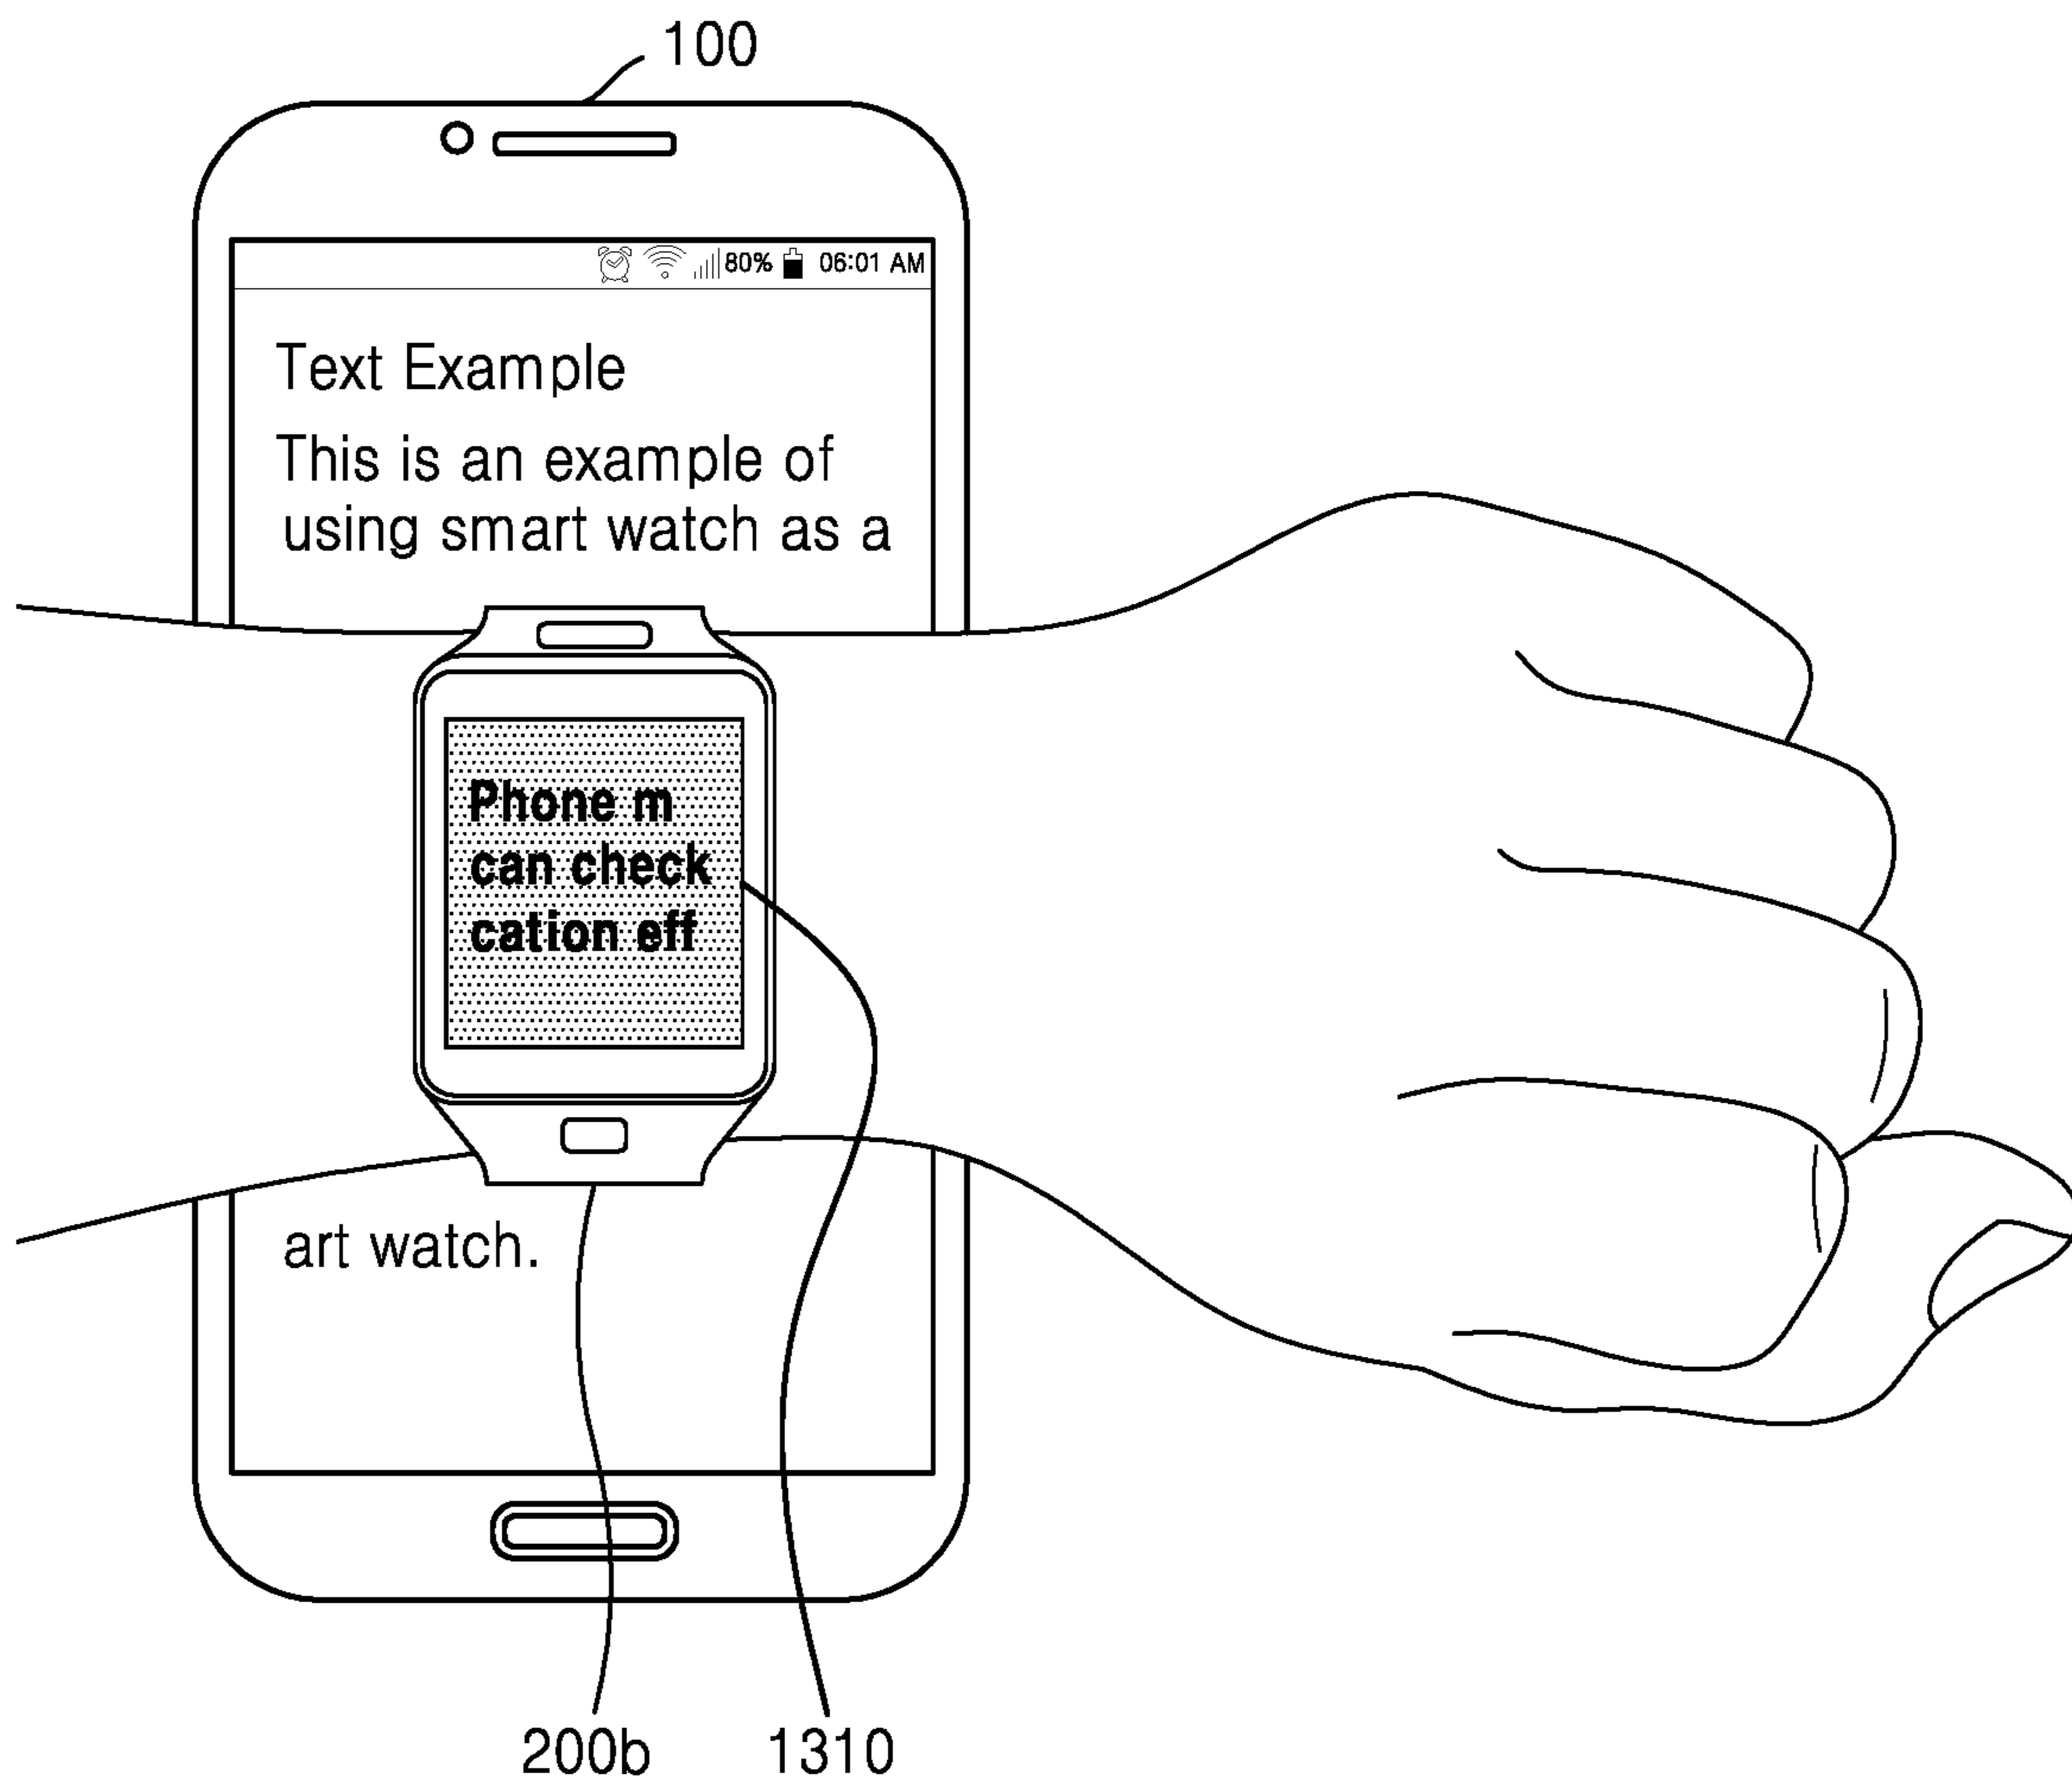 100
80% 06:01 AM
Text Example
This is an example of
using smart watch as a
Phone m
can check
cation eff
art watch.
200b 1310